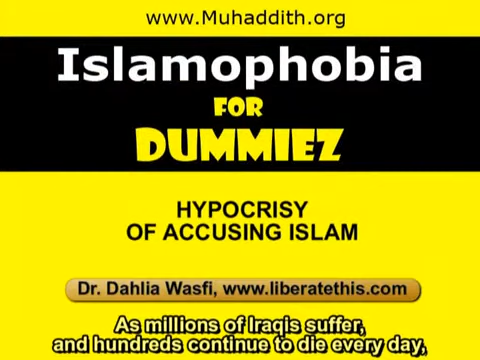 www.Muhaddith.org
Islamophobia
FOR
DUMMIEZ
HYPOCRISY
OF ACCUSING ISLAM
Dr. Dahlia Wasfi, www.liberatethis.com
As millions of Iraqis suffer,
and hundreds continue to die every day,